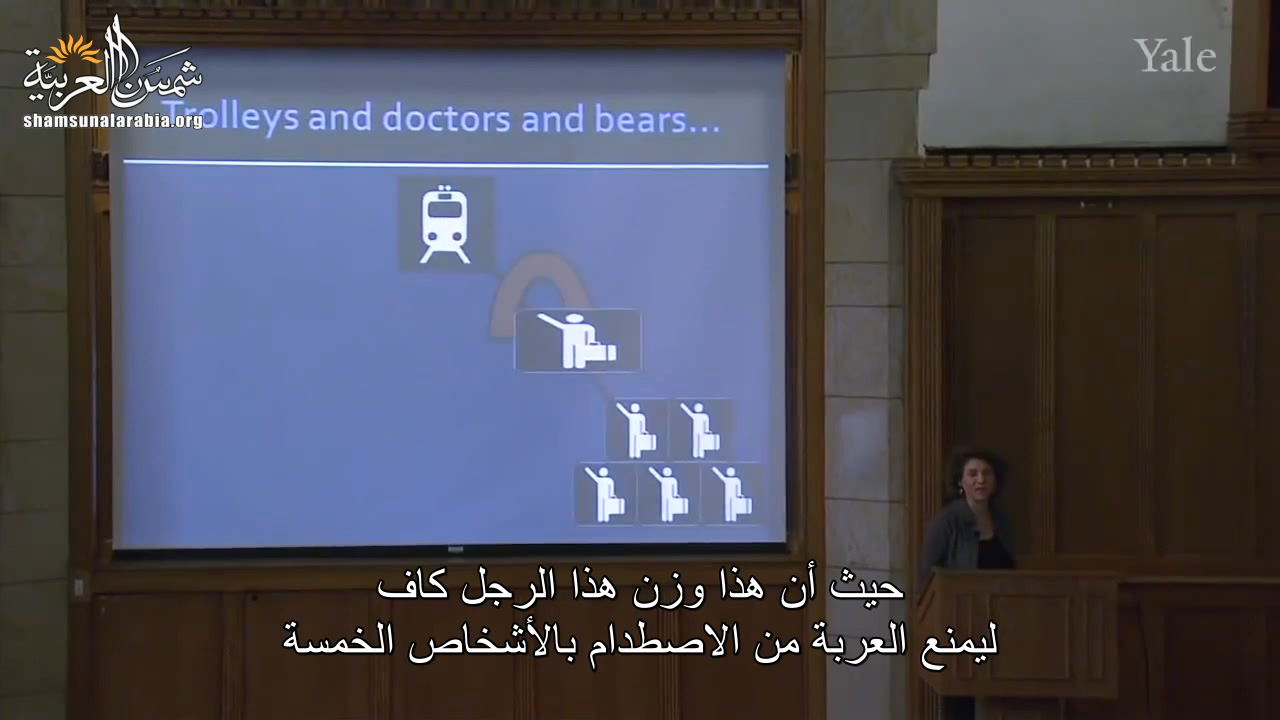 شمس العربية
shamsunalarabia.org
Yale
Trolleys and doctors and bears...
حيث أن هذا وزن هذا الرجل كاف
ليمنع العربة من الاصطدام بالأشخاص الخمسة